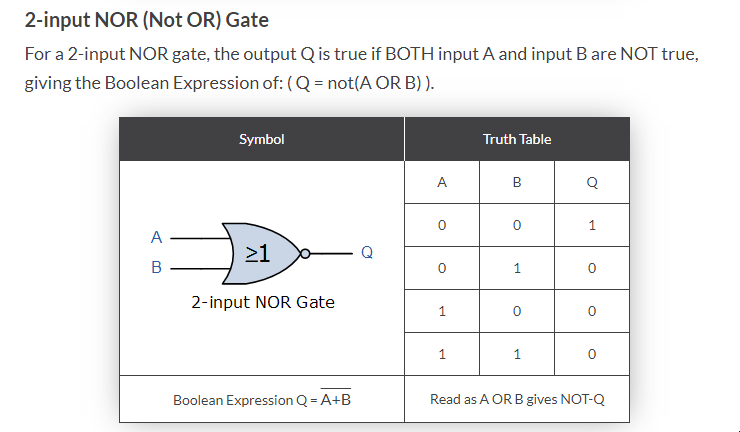 2-input NOR (Not OR) Gate
For a 2-input NOR gate, the output Q is true if BOTH input A and input B are NOT true,
giving the Boolean Expression of: ( Q = not(A OR B) ).
Symbol Truth Table
A B Q
0 0 1
0 1 0
1 0 0
1 1 0
A
B
≥1
Q
2-input NOR Gate
Boolean Expression Q = A+B
Read as A OR B gives NOT-Q